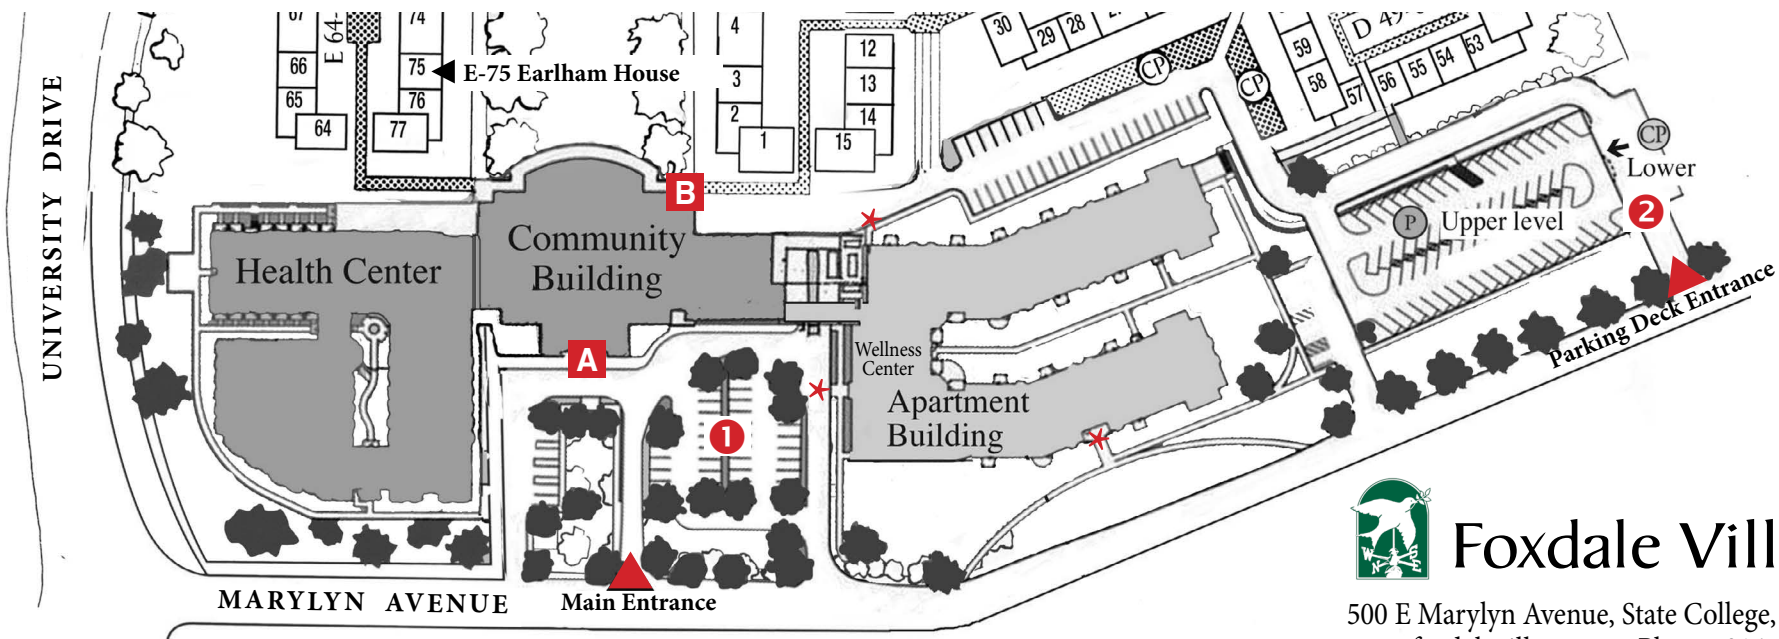 67
66
65
64
E 64-
74
75
76
77
E-75 Earlham House
4
3
2
1
12
13
14
15
30
29
28
CP
CP
59
58
57
56
55
54
53
D 49-
CP
Lower
2
P
Upper level
Parking Deck Entrance
UNIVERSITY DRIVE
B
Health Center
Community
Building
A
Wellness
Center
Apartment
Building
1
MARYLYN AVENUE
Main Entrance
W
N
E
Foxdale Vill
500 E Marylyn Avenue, State College,